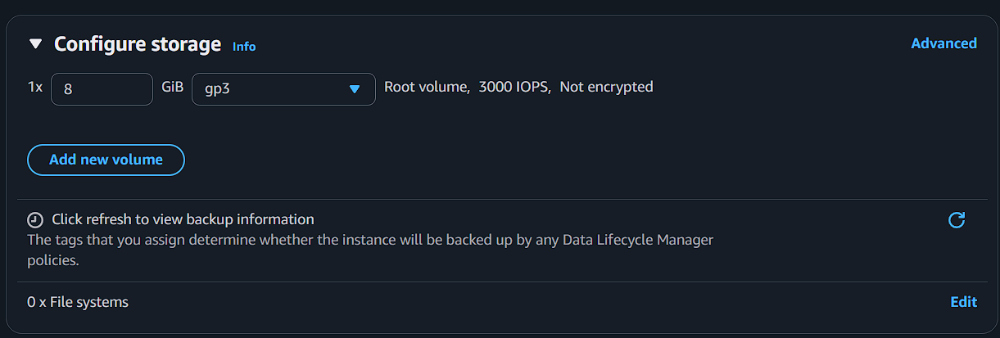 Configure storage Info Advanced
1x 8 GiB gp3 Root volume, 3000 IOPS, Not encrypted
Add new volume
Click refresh to view backup information
The tags that you assign determine whether the instance will be backed up by any Data Lifecycle Manager
policies.
0 x File systems Edit